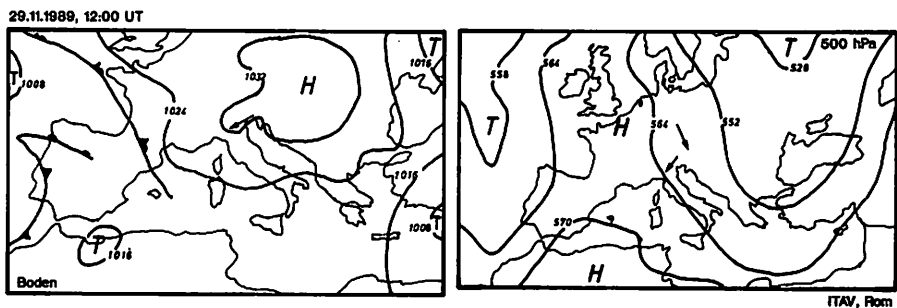 29.11.1989, 12:00 UT
T
1008
1032
H
T
1016
1024
1016
T
1008
T
1016
Boden
558
564
T
528
500 hPa
T
H
564
552
570
H
ITAV, Rom